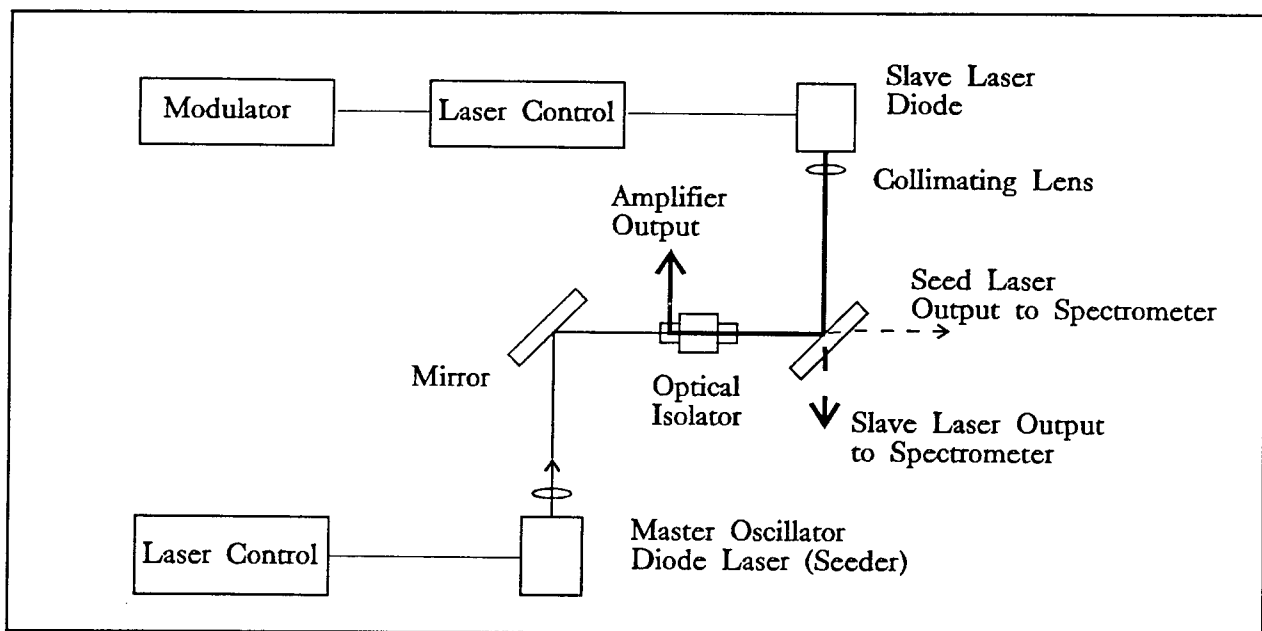 Modulator
Laser Control
Slave Laser
Diode
Collimating Lens
Amplifier
Output
Seed Laser
Output to Spectrometer
Mirror
Optical
Isolator
Slave Laser Output
to Spectrometer
Laser Control
Master Oscillator
Diode Laser (Seeder)